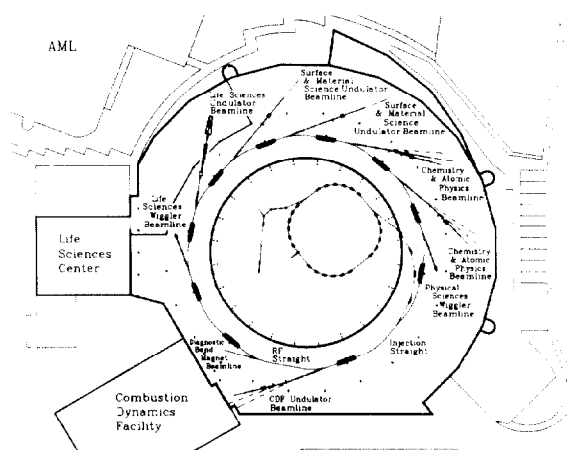 AML
Surface
& Material
Science Undulator
Beamline
Life Sciences
Undulator
Beamline
Surface
& Material
Science
Undulator Beamline
Chemistry
& Atomic
Physics
Beamline
Life
Sciences
Wiggler
Beamline
Life
Sciences
Center
Chemistry
& Atomic
Physics
Beamline
Physical
Sciences
Wiggler
Beamline
Diagnostic
Bend
Magnet
Beamline
RF
Straight
Injection
Straight
CDF Undulator
Beamline
Combustion
Dynamics
Facility